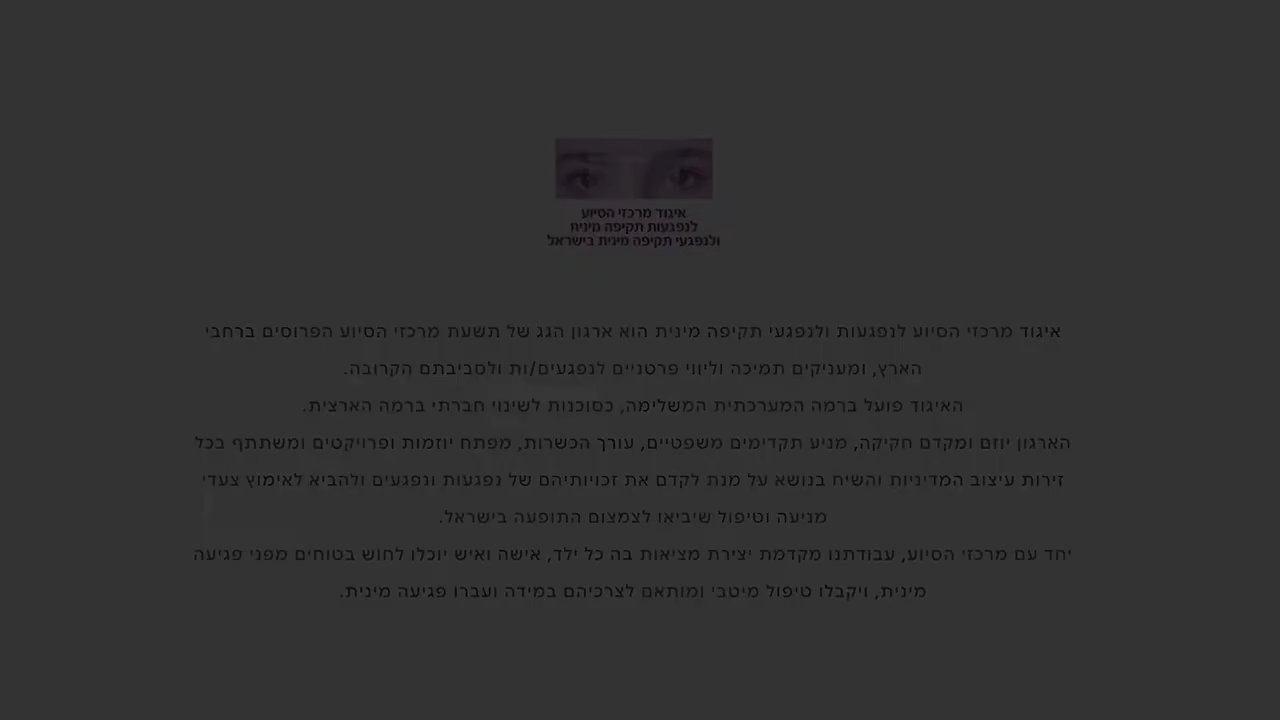 איגוד מרכזי הסיוע
לנפגעות תקיפה מינית
ולנפגעי תקיפה מינית בישראל
איגוד מרכזי הסיוע לנפגעות ולנפגעי תקיפה מינית הוא ארגון הגג של תשעת מרכזי הסיוע הפרוסים ברחבי
הארץ, ומעניקים תמיכה וליווי פרטניים לנפגעים/ות ולסביבתם הקרובה.
האיגוד פועל ברמה המערכתית המשלימה, כסוכנות לשינוי חברתי ברמה הארצית.
הארגון יוזם ומקדם חקיקה, מניע תקדימים משפטיים, עורך הכשרות, מפתח יוזמות ופרויקטים ומשתתף בכל
זירות עיצוב המדיניות והשיח בנושא על מנת לקדם את זכויותיהם של נפגעות ונפגעים ולהביא לאימוץ צעדי
מניעה וטיפול שיביאו לצמצום התופעה בישראל.
יחד עם מרכזי הסיוע, עבודתנו מקדמת יצירת מציאות בה כל ילד, אישה ואיש יוכלו לחוש בטוחים מפני פגיעה
מינית, ויקבלו טיפול מיטבי ומותאם לצרכיהם במידה ועברו פגיעה מינית.